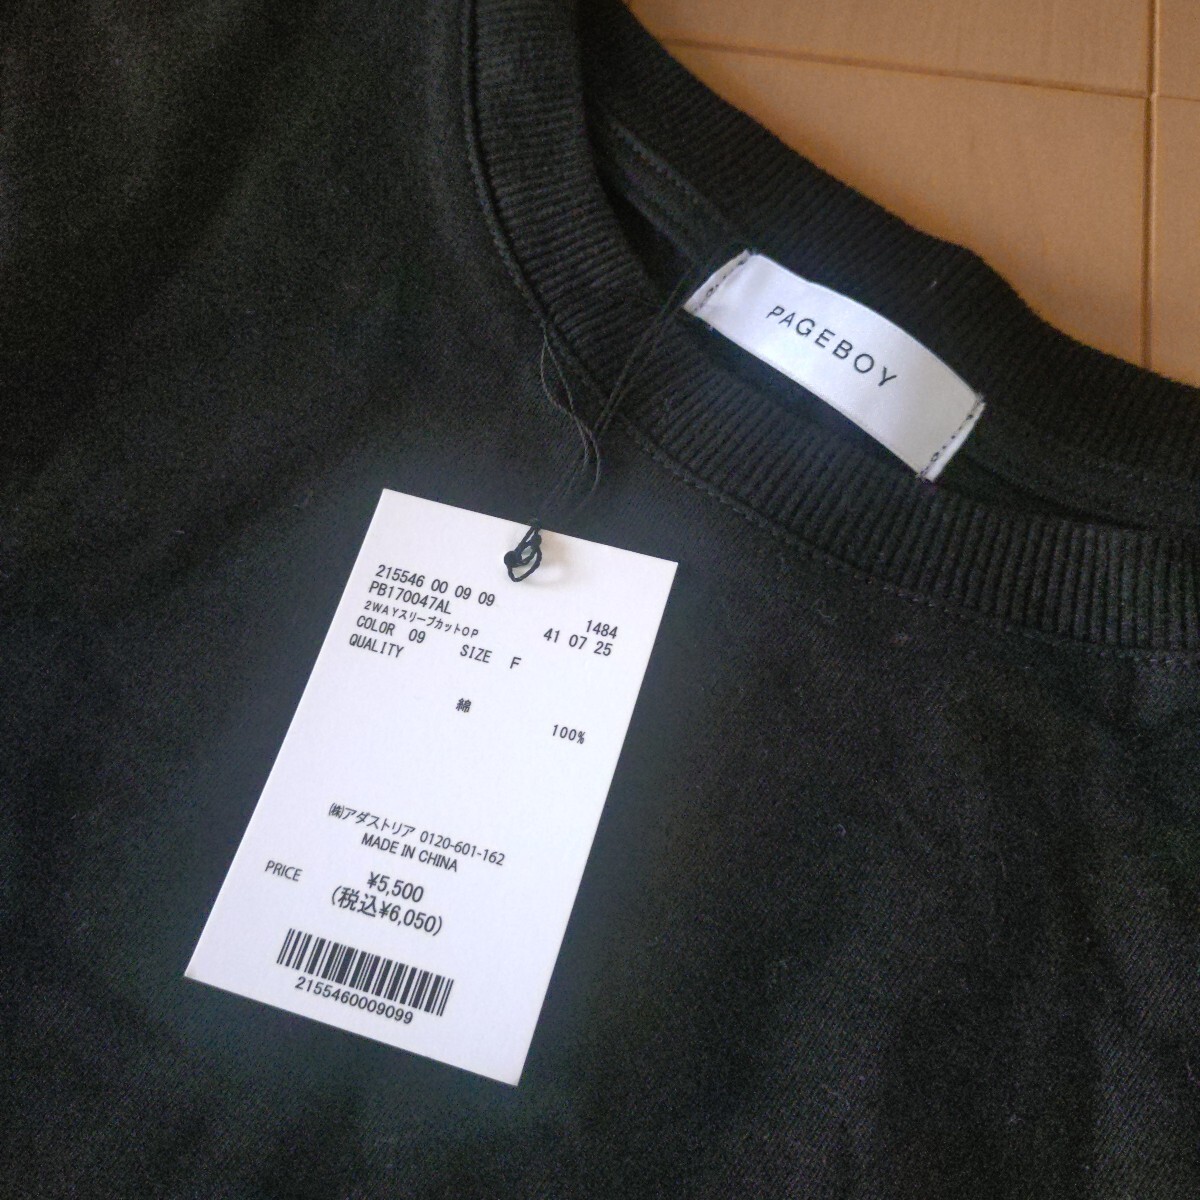 PAGEBOY
215546 00 09 09
PB170047AL 1484
2WAYスリーブカットOP 41 07 25
COLOR 09 SIZE F
QUALITY
綿 100%
㈱アダストリア 0120-601-162
MADE IN CHINA
PRICE ¥5,500
(税込¥6,050)
2155460009099